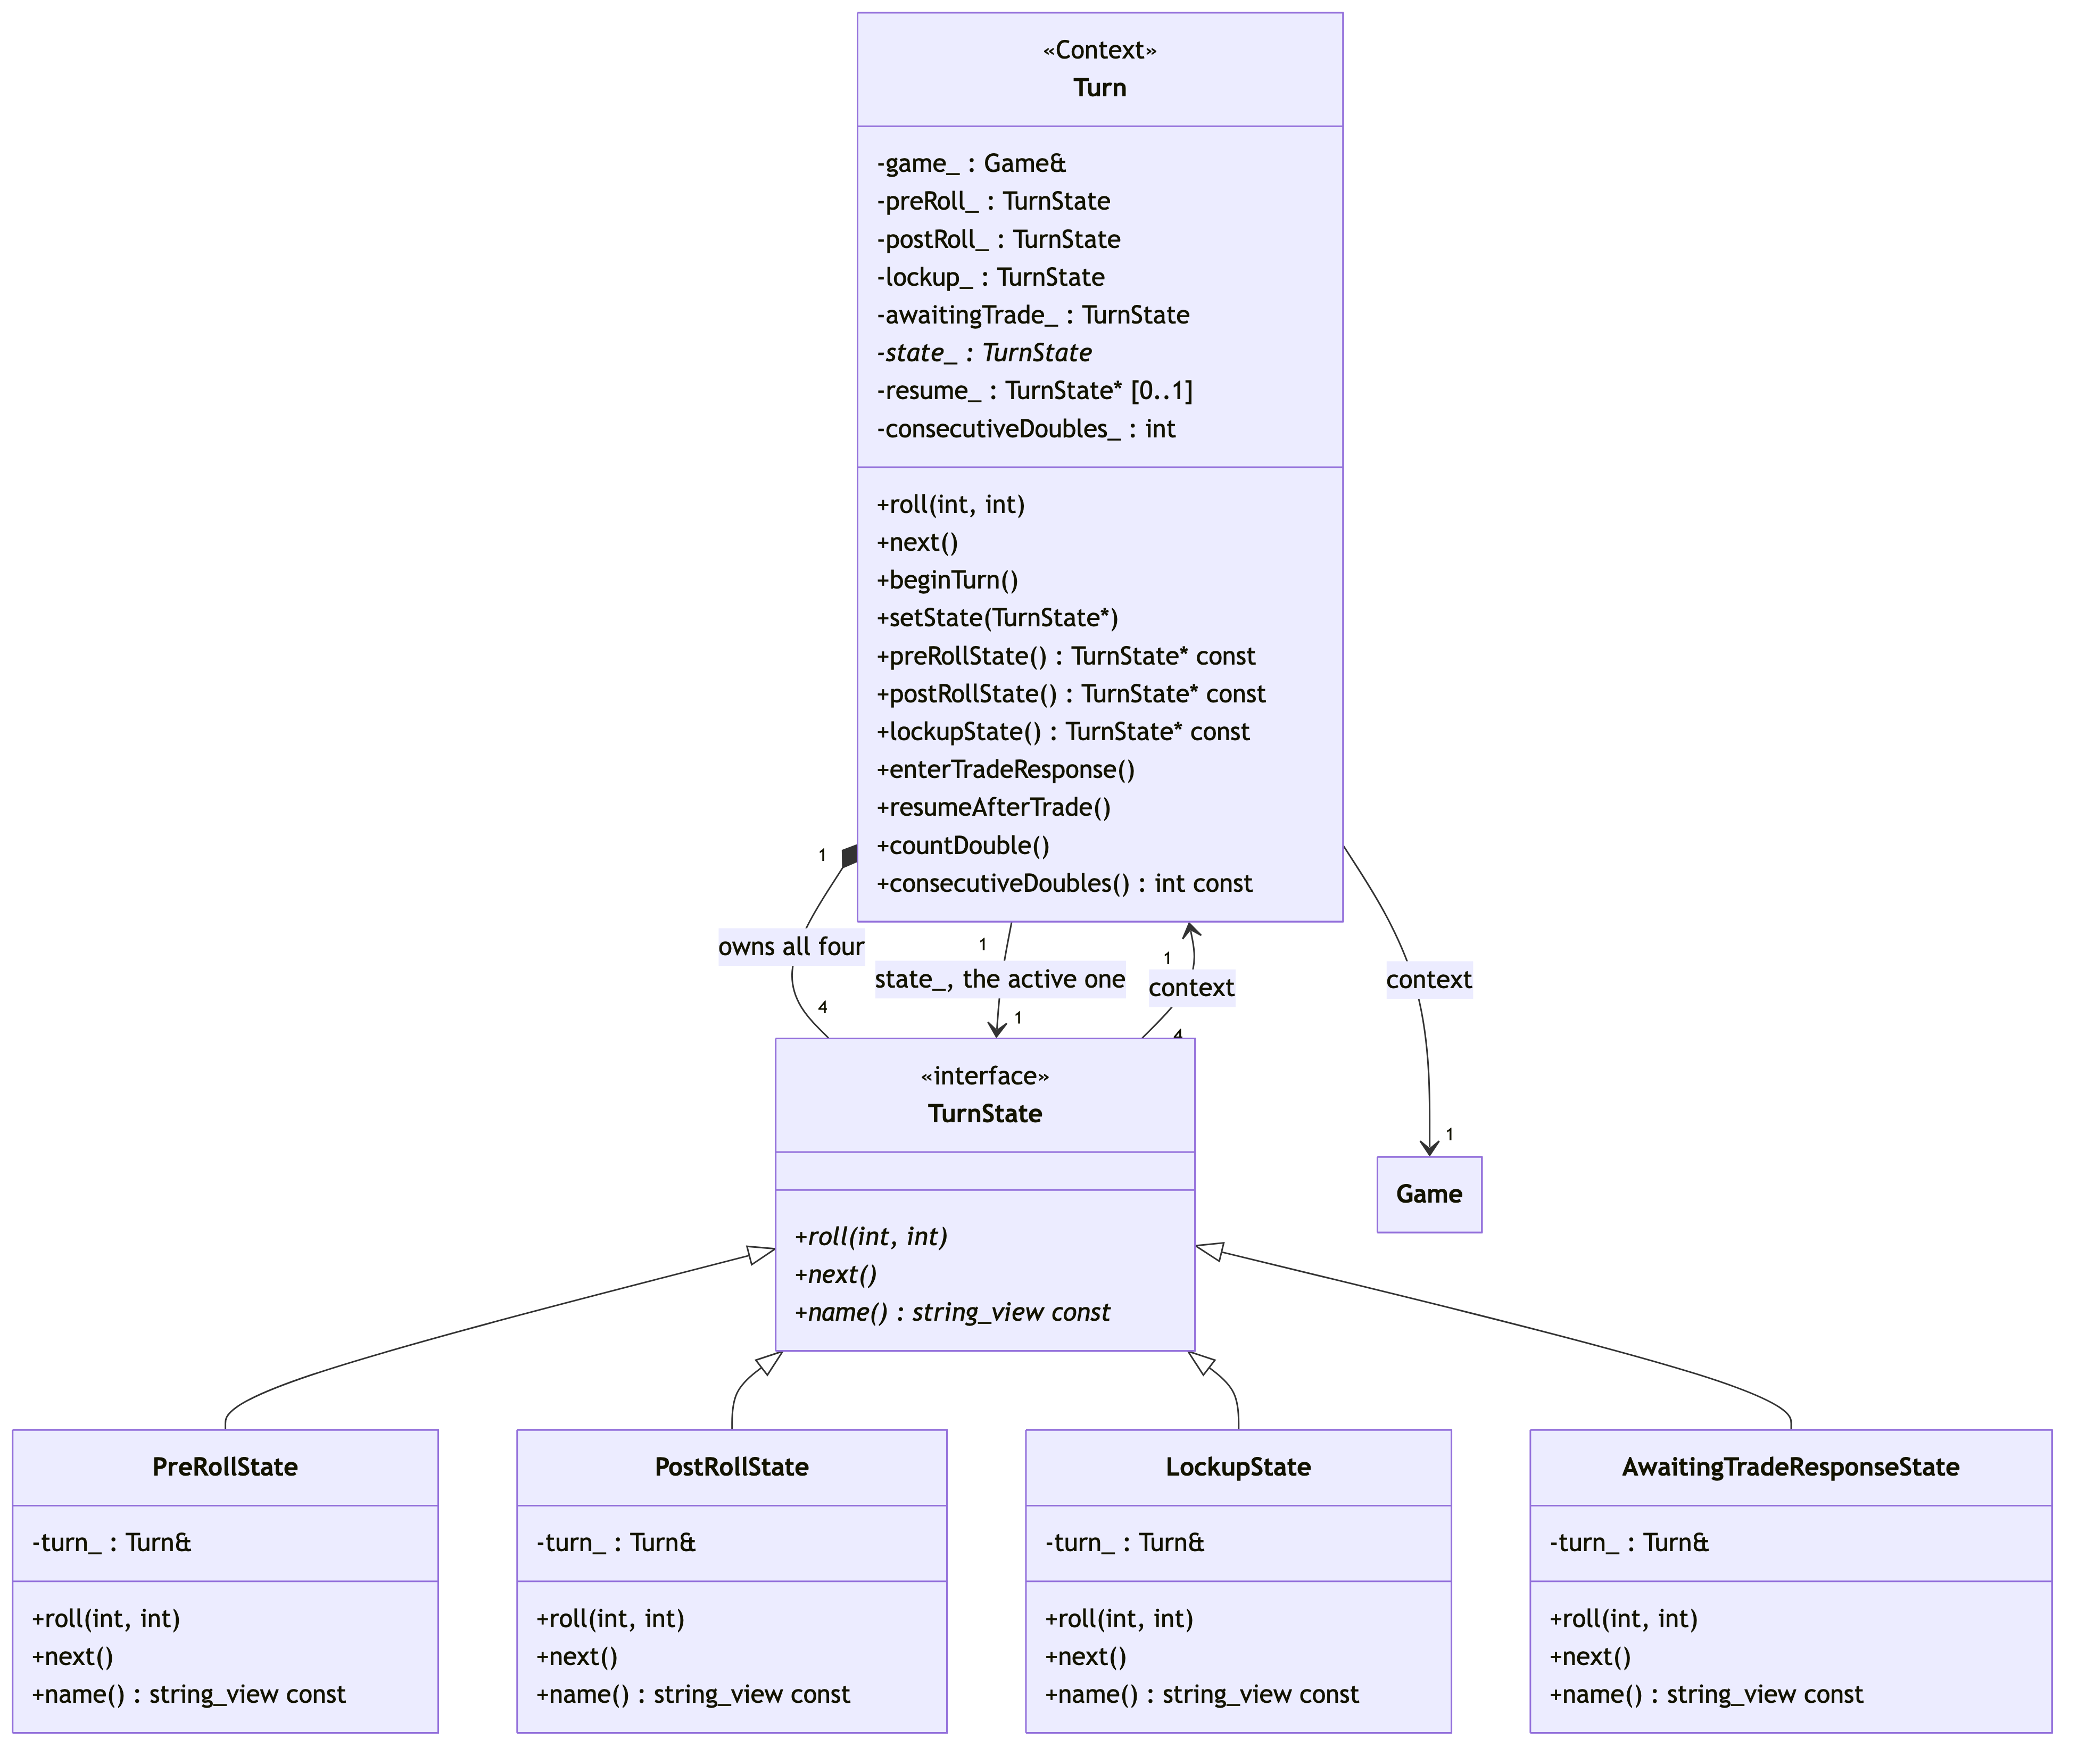 «Context»
Turn
-game_ : Game&
-preRoll_ : TurnState
-postRoll_ : TurnState
-lockup_ : TurnState
-awaitingTrade_ : TurnState
-state_ : TurnState
-resume_ : TurnState* [0..1]
-consecutiveDoubles_ : int
+roll(int, int)
+next()
+beginTurn()
+setState(TurnState*)
+preRollState() : TurnState* const
+postRollState() : TurnState* const
+lockupState() : TurnState* const
+enterTradeResponse()
+resumeAfterTrade()
+countDouble()
+consecutiveDoubles() : int const
1
owns all four
4
1
state_, the active one
1
1
context
4
context
1
«interface»
TurnState
+roll(int, int)
+next()
+name() : string_view const
Game
PreRollState
-turn_ : Turn&
+roll(int, int)
+next()
+name() : string_view const
PostRollState
-turn_ : Turn&
+roll(int, int)
+next()
+name() : string_view const
LockupState
-turn_ : Turn&
+roll(int, int)
+next()
+name() : string_view const
AwaitingTradeResponseState
-turn_ : Turn&
+roll(int, int)
+next()
+name() : string_view const